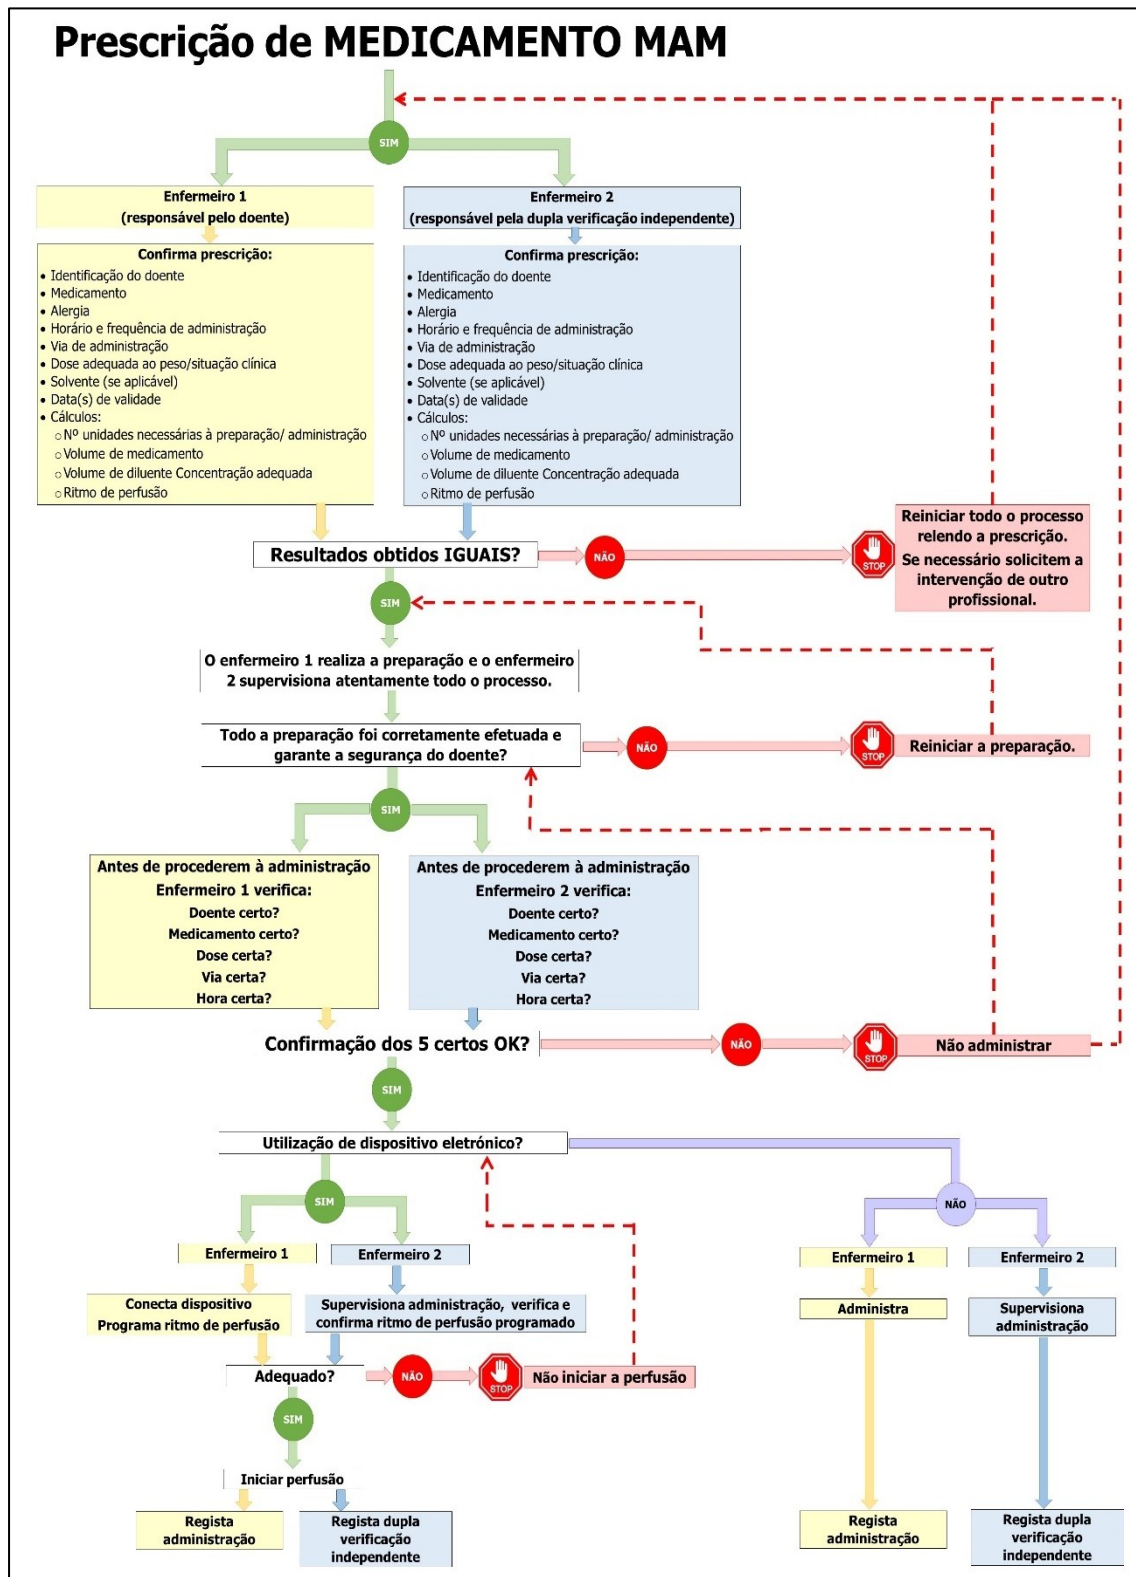 Prescrição de MEDICAMENTO MAM
SIM
Enfermeiro 1
(responsável pelo doente)
Enfermeiro 2
(responsável pela dupla verificação independente)
Confirma prescrição:
• Identificação do doente
• Medicamento
• Alergia
• Horário e frequência de administração
• Via de administração
• Dose adequada ao peso/situação clínica
• Solvente (se aplicável)
• Data(s) de validade
• Cálculos:
○ Nº unidades necessárias à preparação/ administração
○ Volume de medicamento
○ Volume de diluente Concentração adequada
○ Ritmo de perfusão
Confirma prescrição:
• Identificação do doente
• Medicamento
• Alergia
• Horário e frequência de administração
• Via de administração
• Dose adequada ao peso/situação clínica
• Solvente (se aplicável)
• Data(s) de validade
• Cálculos:
○ Nº unidades necessárias à preparação/ administração
○ Volume de medicamento
○ Volume de diluente Concentração adequada
○ Ritmo de perfusão
Resultados obtidos IGUAIS?
NÃO
STOP
Reiniciar todo o processo
relendo a prescrição.
Se necessário solicitem a
intervenção de outro
profissional.
SIM
O enfermeiro 1 realiza a preparação e o enfermeiro
2 supervisiona atentamente todo o processo.
Todo a preparação foi corretamente efetuada e
garante a segurança do doente?
NÃO
STOP
Reiniciar a preparação.
SIM
Antes de procederem à administração
Enfermeiro 1 verifica:
Doente certo?
Medicamento certo?
Dose certa?
Via certa?
Hora certa?
Antes de procederem à administração
Enfermeiro 2 verifica:
Doente certo?
Medicamento certo?
Dose certa?
Via certa?
Hora certa?
Confirmação dos 5 certos OK?
NÃO
STOP
Não administrar
SIM
Utilização de dispositivo eletrónico?
SIM
NÃO
Enfermeiro 1
Enfermeiro 2
Enfermeiro 1
Enfermeiro 2
Conecta dispositivo
Programa ritmo de perfusão
Supervisiona administração, verifica e
confirma ritmo de perfusão programado
Administra
Supervisiona
administração
Adequado?
NÃO
STOP
Não iniciar a perfusão
SIM
Iniciar perfusão
Regista
administração
Regista dupla
verificação
independente
Regista
administração
Regista dupla
verificação
independente